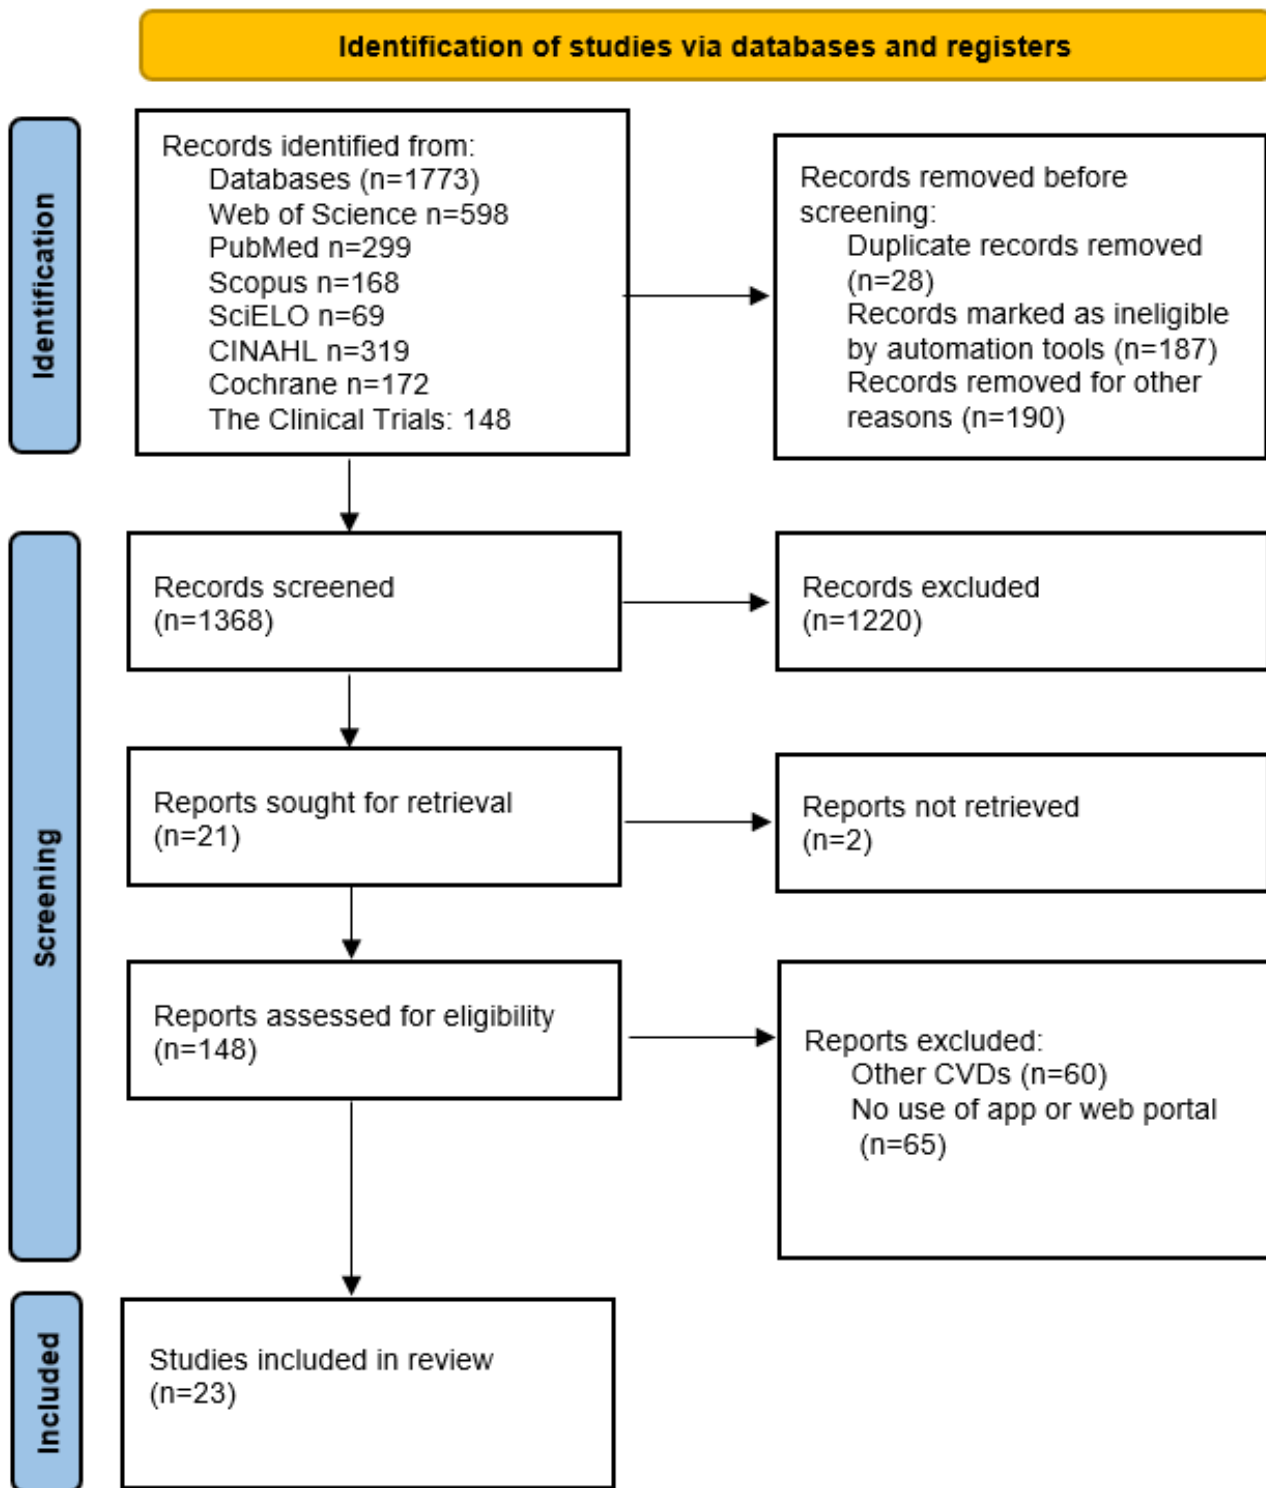 Identification of studies via databases and registers
Identification
Records identified from:
Databases (n=1773)
Web of Science n=598
PubMed n=299
Scopus n=168
SciELO n=69
CINAHL n=319
Cochrane n=172
The Clinical Trials: 148
Records removed before
screening:
Duplicate records removed
(n=28)
Records marked as ineligible
by automation tools (n=187)
Records removed for other
reasons (n=190)
Screening
Records screened
(n=1368)
Records excluded
(n=1220)
Reports sought for retrieval
(n=21)
Reports not retrieved
(n=2)
Reports assessed for eligibility
(n=148)
Reports excluded:
Other CVDs (n=60)
No use of app or web portal
(n=65)
Included
Studies included in review
(n=23)